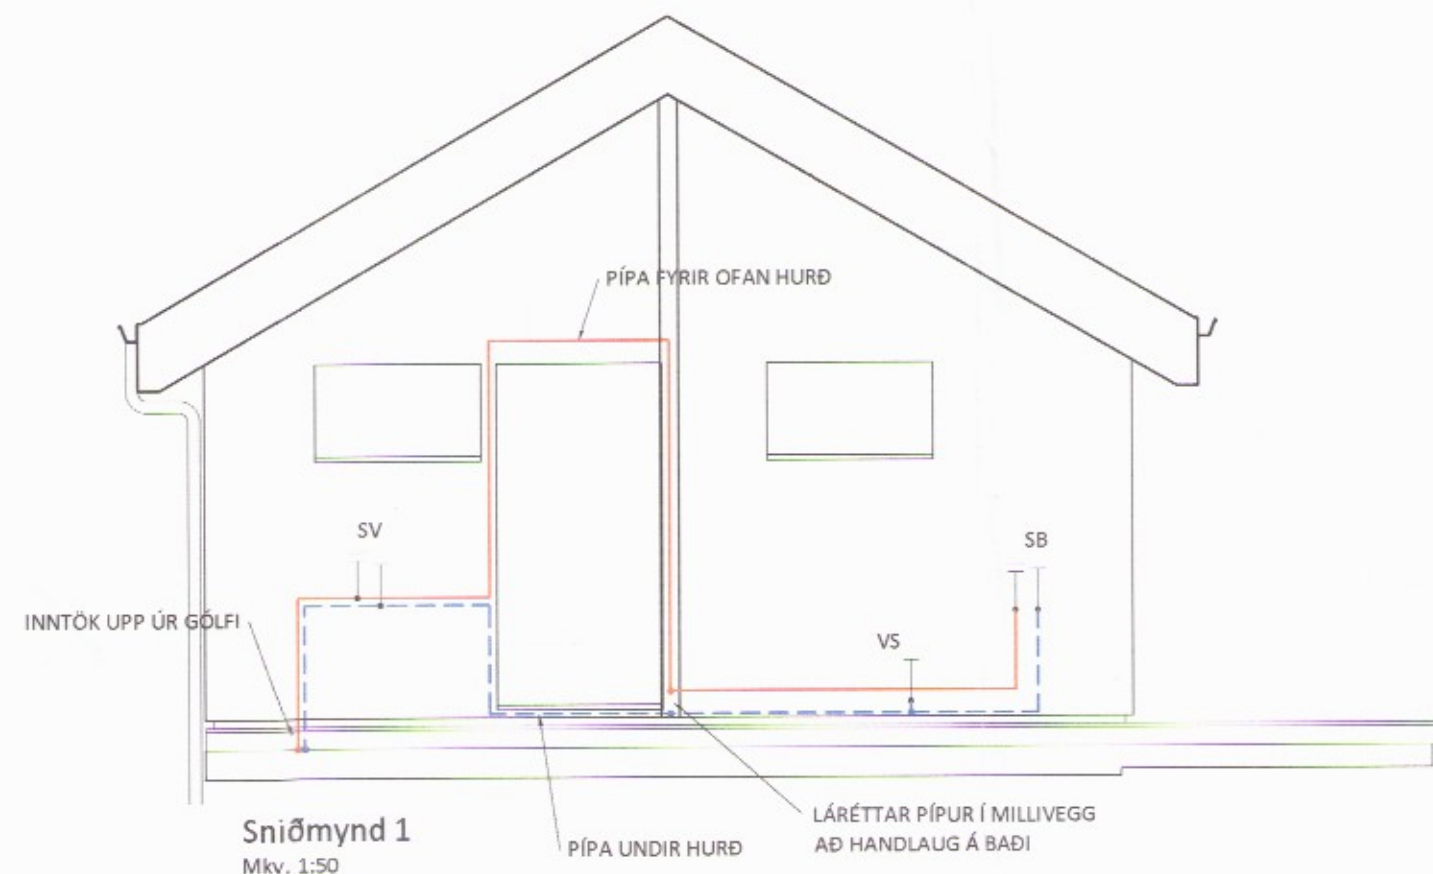 PÍPA FYRIR OFAN HURÐ
SV
SB
INNTÖK UPP ÚR GÓLFI
VS
LÁRÉTTAR PÍPUR Í MILLIVEGG
AÐ HANDLAUG Á BAÐI
PÍPA UNDIR HURÐ
Sniðmynd 1
Mkv. 1:50